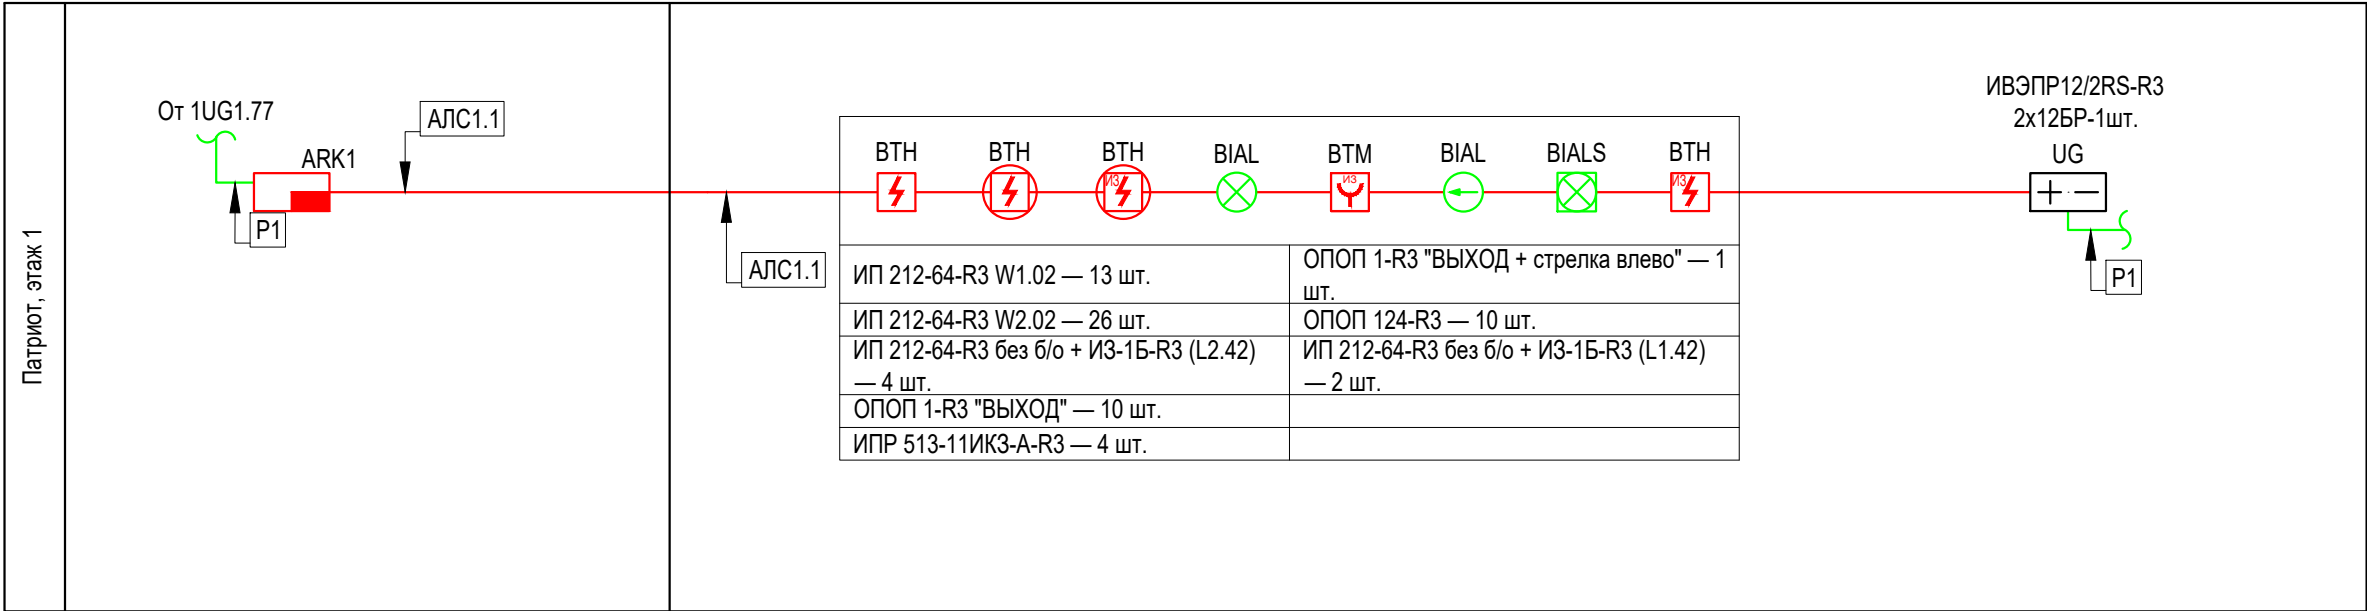 Патриот, этаж 1
От 1UG1.77
ARK1
P1
АЛС1.1
АЛС1.1
BTH
BTH
BTH
BIAL
BTM
BIAL
BIALS
BTH
ИЗ
ИЗ
ИЗ
ИП 212-64-R3 W1.02 — 13 шт.
ОПОП 1-R3 "ВЫХОД + стрелка влево" — 1
шт.
ИП 212-64-R3 W2.02 — 26 шт.
ОПОП 124-R3 — 10 шт.
ИП 212-64-R3 без б/о + ИЗ-1Б-R3 (L2.42)
— 4 шт.
ИП 212-64-R3 без б/о + ИЗ-1Б-R3 (L1.42)
— 2 шт.
ОПОП 1-R3 "ВЫХОД" — 10 шт.
ИПР 513-11ИКЗ-А-R3 — 4 шт.
ИВЭПР12/2RS-R3
2x12БР-1шт.
UG
P1